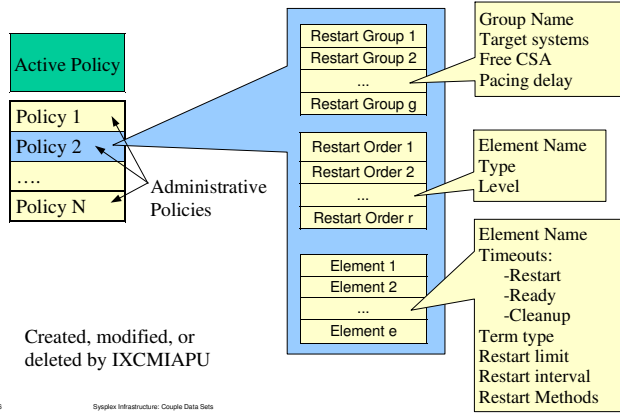 Active Policy
Policy 1
Policy 2
....
Policy N
Administrative
Policies
Created, modified, or
deleted by IXCMIAPU
Restart Group 1
Restart Group 2
...
Restart Group g
Restart Order 1
Restart Order 2
...
Restart Order r
Element 1
Element 2
...
Element e
Group Name
Target systems
Free CSA
Pacing delay
Element Name
Type
Level
Element Name
Timeouts:
-Restart
-Ready
-Cleanup
Term type
Restart limit
Restart interval
Restart Methods
Sysplex Infrastructure: Couple Data Sets